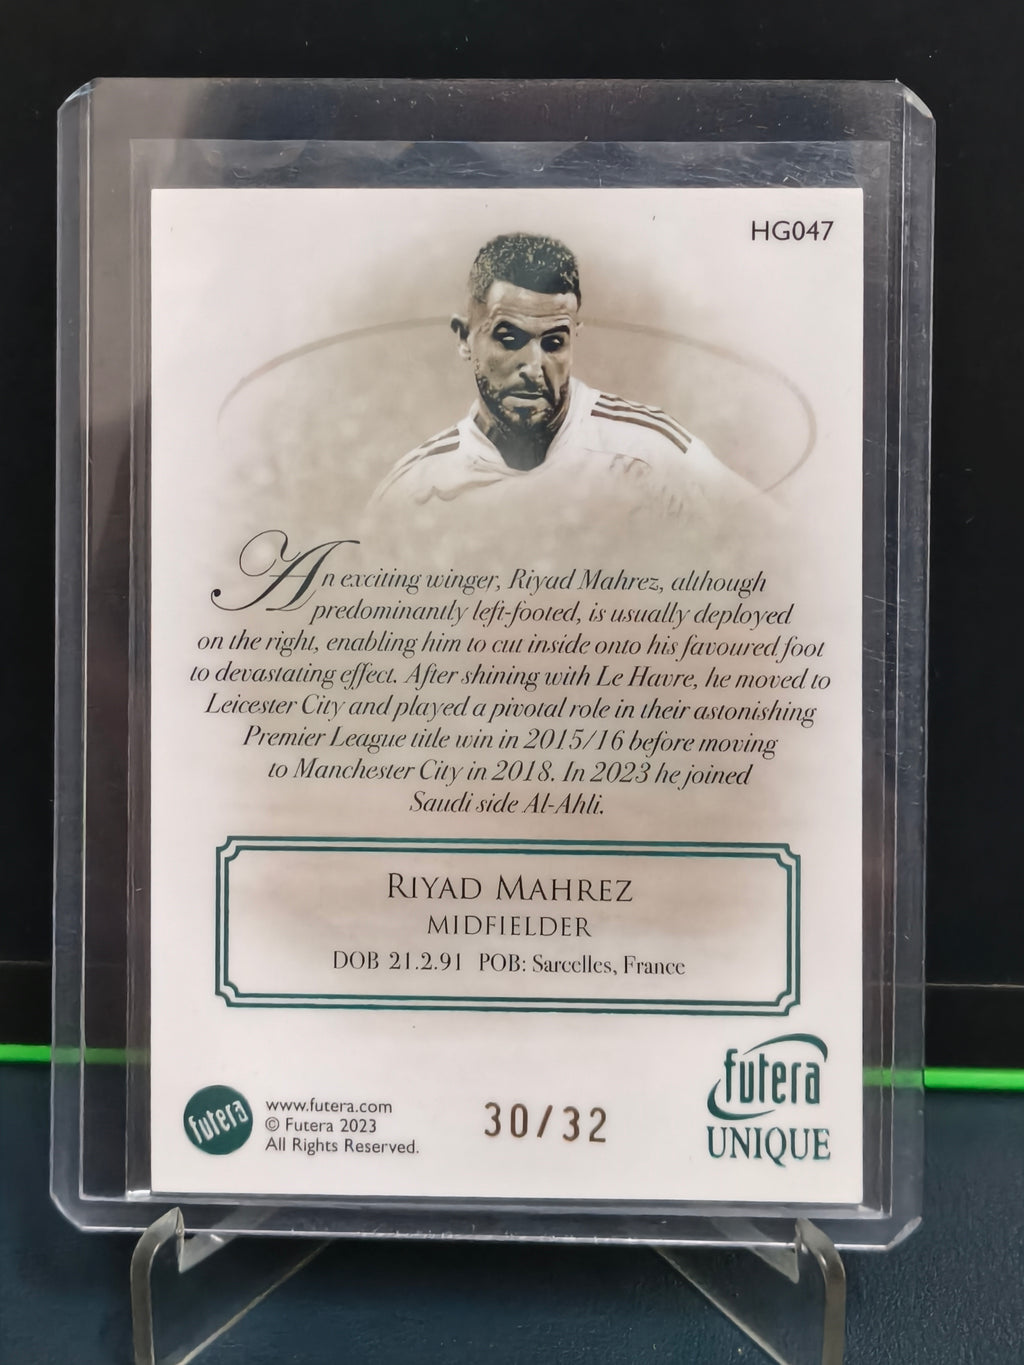 HG047
An exciting winger, Riyad Mahrez, although
predominantly left-footed, is usually deployed
on the right, enabling him to cut inside onto his favoured foot
to devastating effect. After shining with Le Havre, he moved to
Leicester City and played a pivotal role in their astonishing
Premier League title win in 2015/16 before moving
to Manchester City in 2018. In 2023 he joined
Saudi side Al-Ahli.
RIYAD MAHREZ
MIDFIELDER
DOB 21.2.91 POB: Sarcelles, France
futera
www.futera.com
© Futera 2023
All Rights Reserved.
30/32
futera
UNIQUE